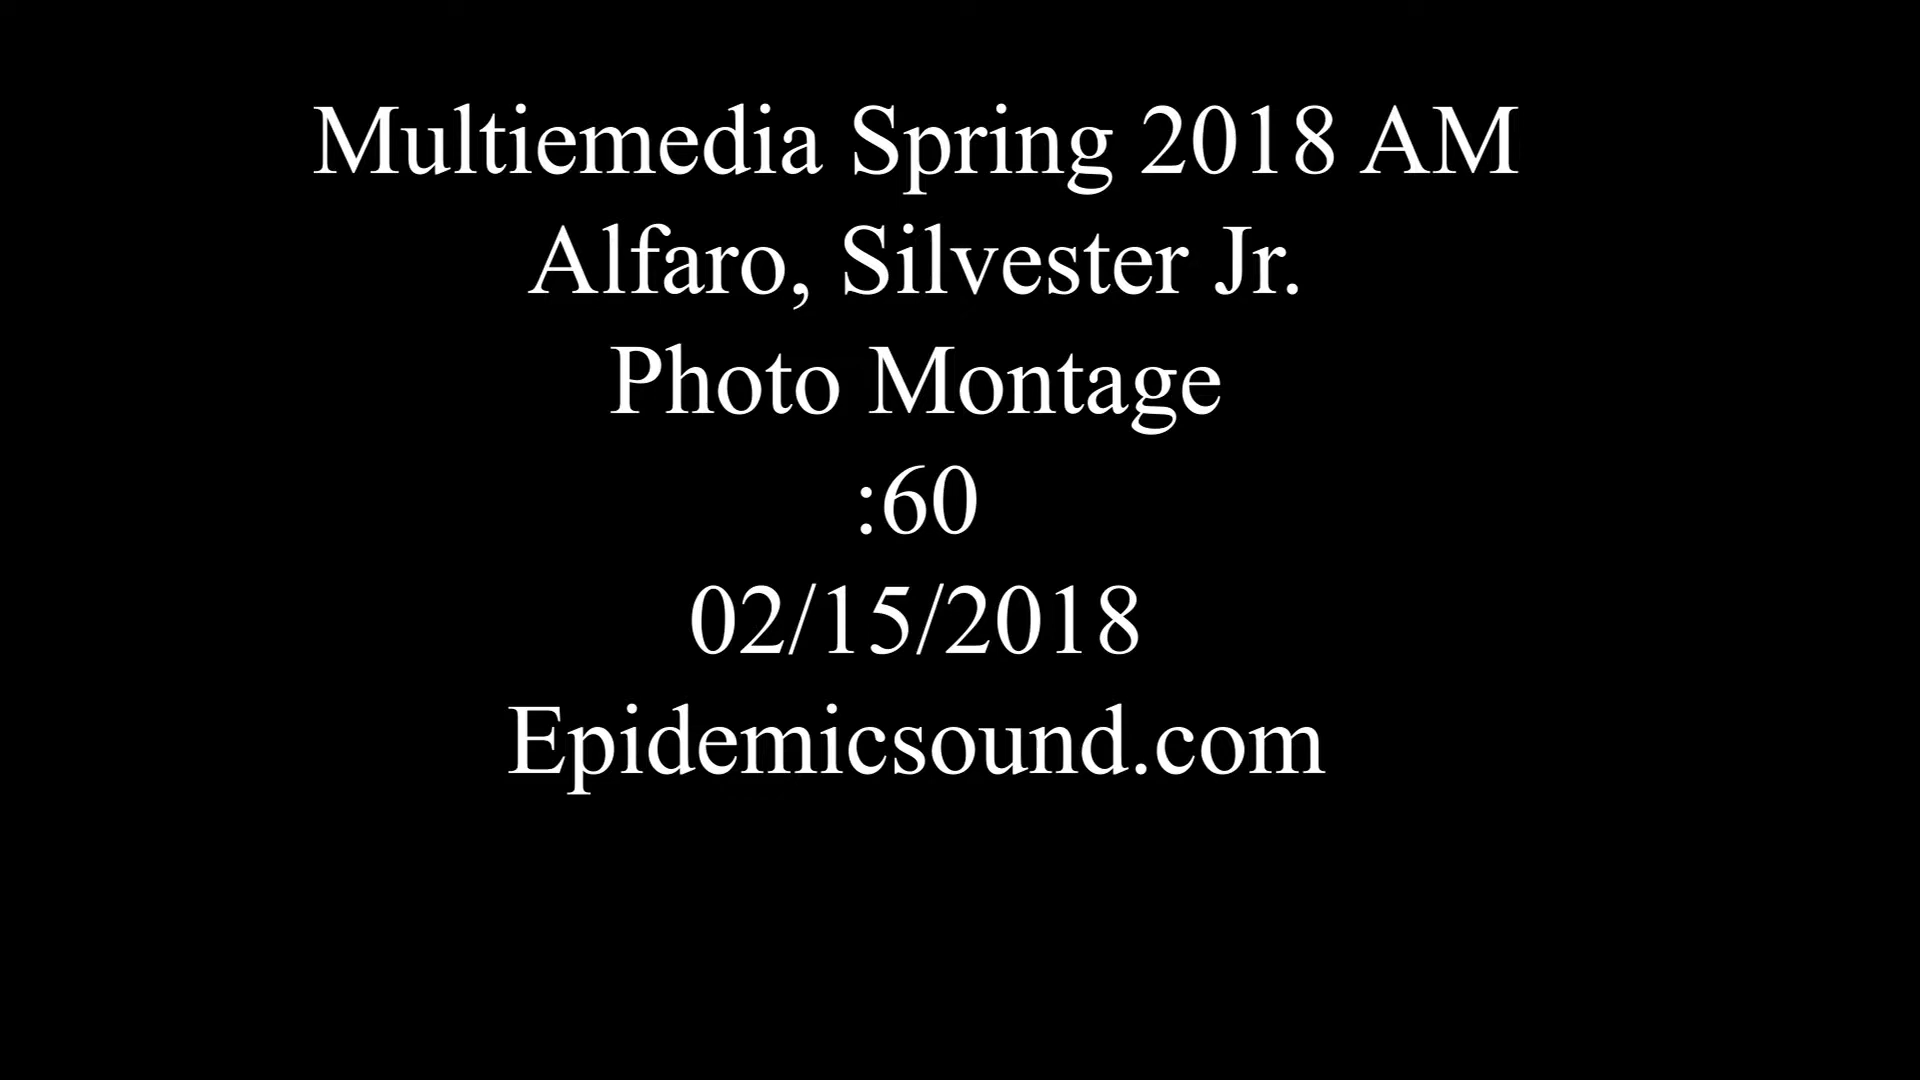 Multiemedia Spring 2018 AM
Alfaro, Silvester Jr.
Photo Montage
:60
02/15/2018
Epidemicsound.com